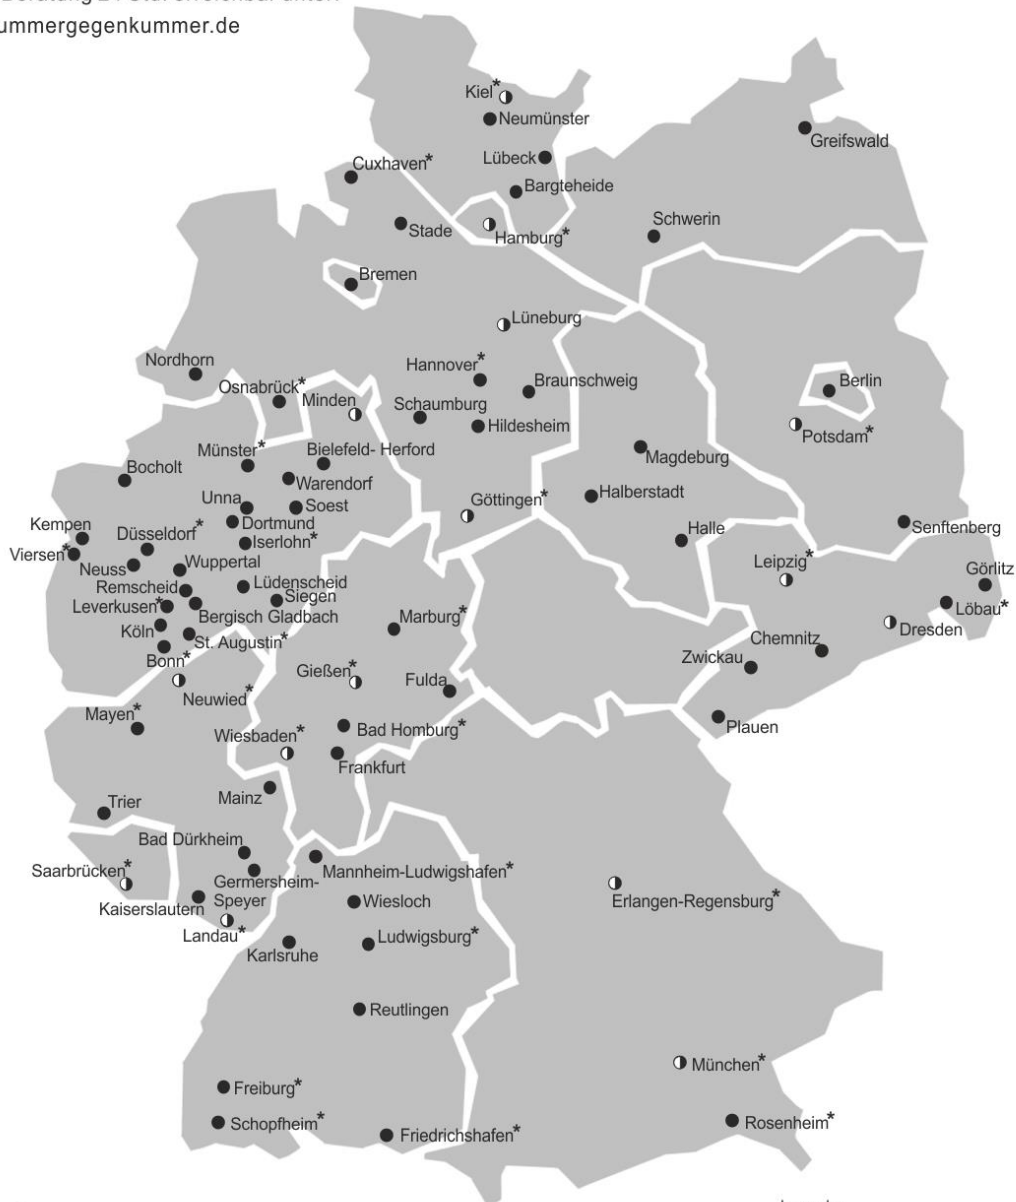 ummergegenkummer.de
Kiel*
Neumünster
Greifswald
Lübeck
Cuxhaven*
Bargteheide
Schwerin
Stade
Hamburg*
Bremen
Lüneburg
Nordhorn
Hannover*
Osnabrück*
Braunschweig
Berlin
Minden
Schaumburg
Hildesheim
Potsdam*
Münster*
Bielefeld- Herford
Magdeburg
Bocholt
Warendorf
Halberstadt
Unna
Soest
Göttingen*
Kempen
Düsseldorf*
Dortmund
Halle
Senftenberg
Viersen*
Iserlohn*
Neuss
Wuppertal
Leipzig*
Görlitz
Remscheid
Lüdenscheid
Siegen
Leverkusen*
Bergisch Gladbach
Marburg*
Löbau*
Köln
St. Augustin*
Dresden
Chemnitz
Bonn*
Zwickau
Gießen*
Fulda
Neuwied*
Mayen*
Plauen
Wiesbaden*
Bad Homburg*
Frankfurt
Mainz
Trier
Bad Dürkheim
Saarbrücken*
Mannheim-Ludwigshafen*
Germersheim-
Speyer
Kaiserslautern
Wiesloch
Erlangen-Regensburg*
Landau*
Ludwigsburg*
Karlsruhe
Reutlingen
München*
Freiburg*
Schopfheim*
Rosenheim*
Friedrichshafen*